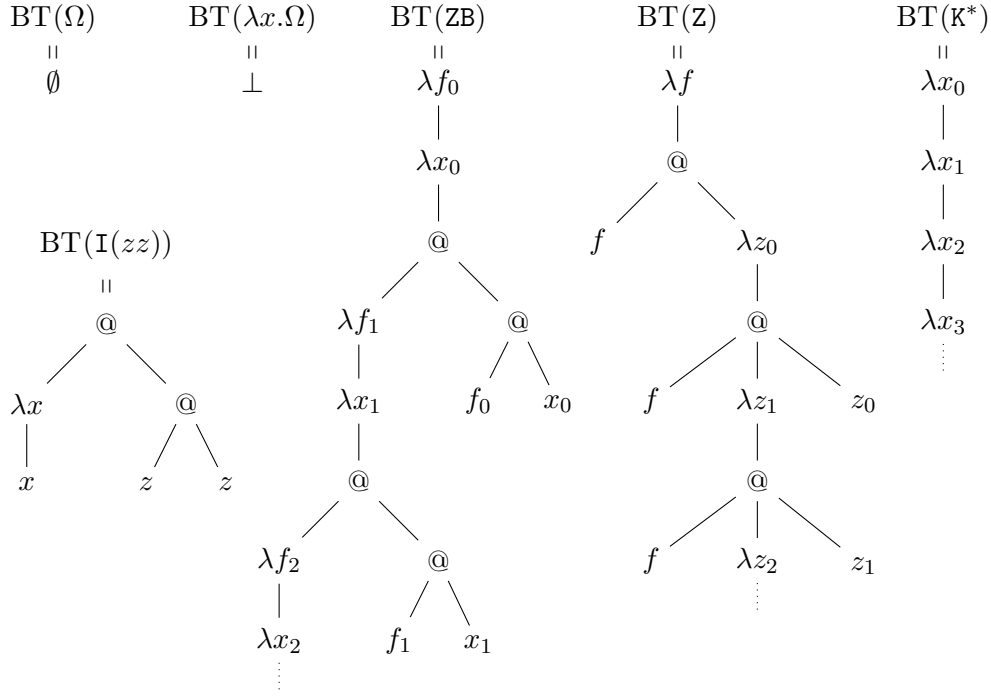 BT(Ω) BT(λx.Ω) BT(ZB) BT(Z) BT(K*)
= = = = =
∅ ⊥ λf₀ λf λx₀
λx₀ @ λx₁
BT(I(zz)) @ f λz₀ λx₂
=
@ λf₁ @ @ λx₃
λx @ λx₁ f₀ x₀ f λz₁ z₀
x z z @ @
λf₂ @ f λz₂ z₁
λx₂ f₁ x₁